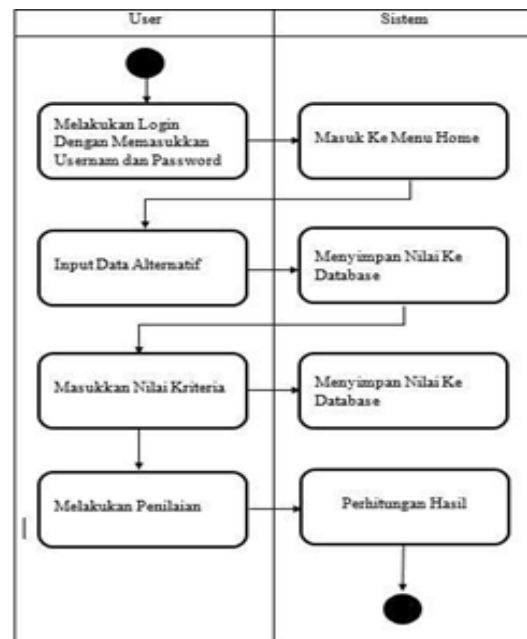 User
Sistem
Melakukan Login
Dengan Memasukkan
Usernam dan Password
Masuk Ke Menu Home
Input Data Alternatif
Menyimpan Nilai Ke
Database
Masukkan Nilai Kriteria
Menyimpan Nilai Ke
Database
Melakukan Penilaian
Perhitungan Hasil